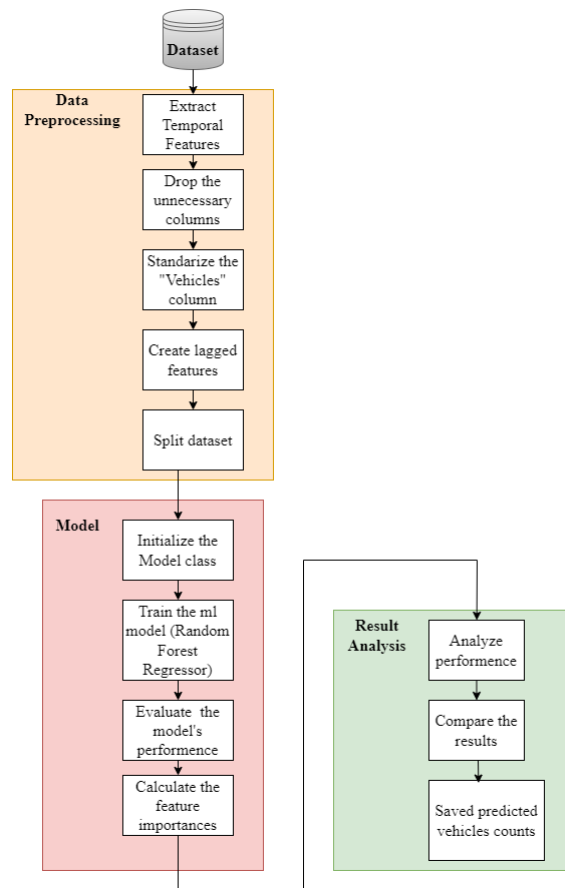 Dataset
Data
Preprocessing
Extract
Temporal
Features
Drop the
unnecessary
columns
Standarize the
"Vehicles"
column
Create lagged
features
Split dataset
Model
Initialize the
Model class
Train the ml
model (Random
Forest
Regressor)
Evaluate the
model's
performence
Calculate the
feature
importances
Result
Analysis
Analyze
performence
Compare the
results
Saved predicted
vehicles counts